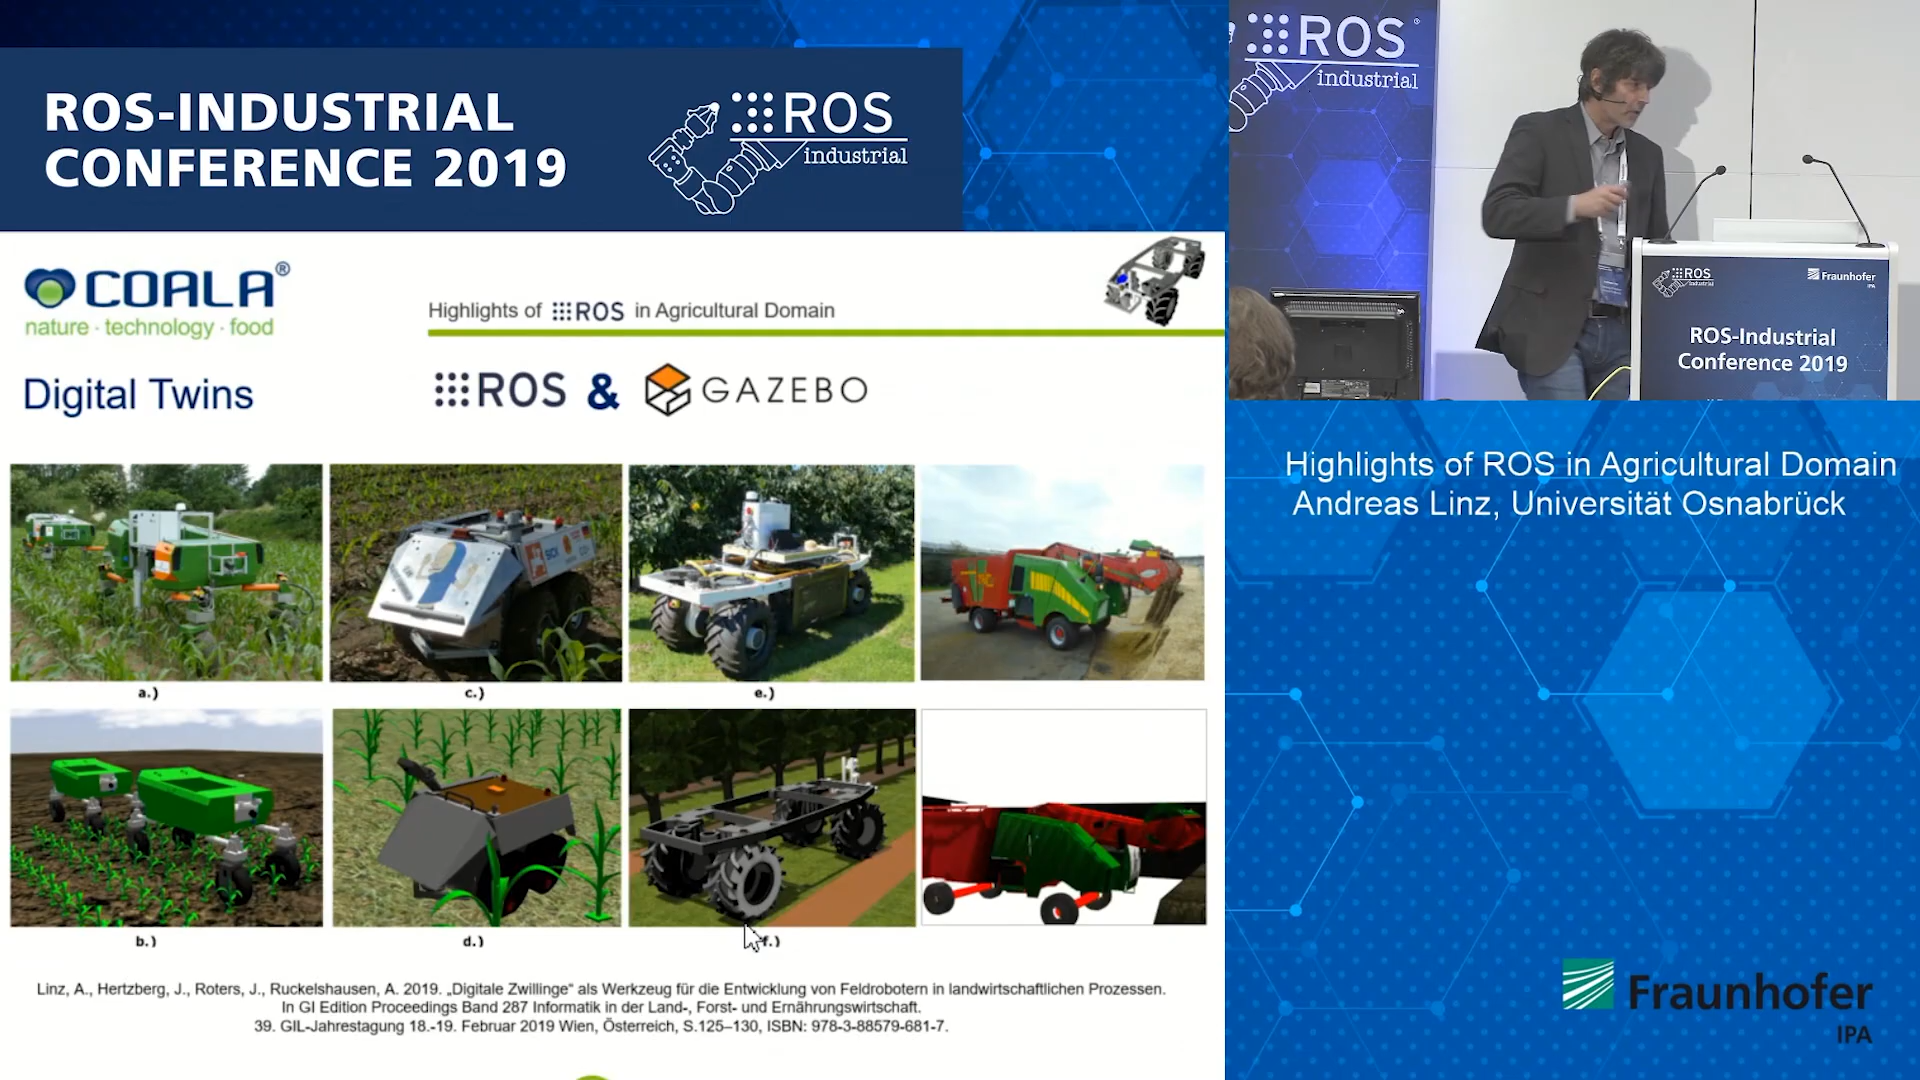 ROS-INDUSTRIAL
CONFERENCE 2019
ROS
industrial
COALA®
nature · technology · food
Highlights of ROS in Agricultural Domain
Digital Twins
ROS & GAZEBO
SICK
a.)
c.)
e.)
b.)
d.)
f.)
Linz, A., Hertzberg, J., Roters, J., Ruckelshausen, A. 2019. „Digitale Zwillinge“ als Werkzeug für die Entwicklung von Feldrobotern in landwirtschaftlichen Prozessen.
In GI Edition Proceedings Band 287 Informatik in der Land-, Forst- und Ernährungswirtschaft.
39. GIL-Jahrestagung 18.-19. Februar 2019 Wien, Österreich, S.125–130, ISBN: 978-3-88579-681-7.
ROS
industrial
ROS
industrial
Fraunhofer
IPA
ROS-Industrial
Conference 2019
Highlights of ROS in Agricultural Domain
Andreas Linz, Universität Osnabrück
Fraunhofer
IPA